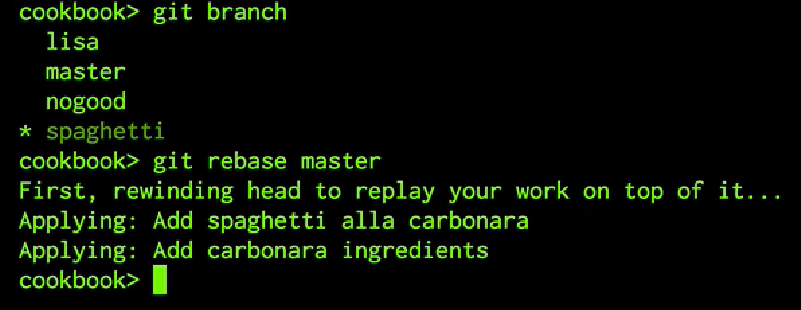 cookbook> git branch
  lisa
  master
  nogood
* spaghetti
cookbook> git rebase master
First, rewinding head to replay your work on top of it...
Applying: Add spaghetti alla carbonara
Applying: Add carbonara ingredients
cookbook>